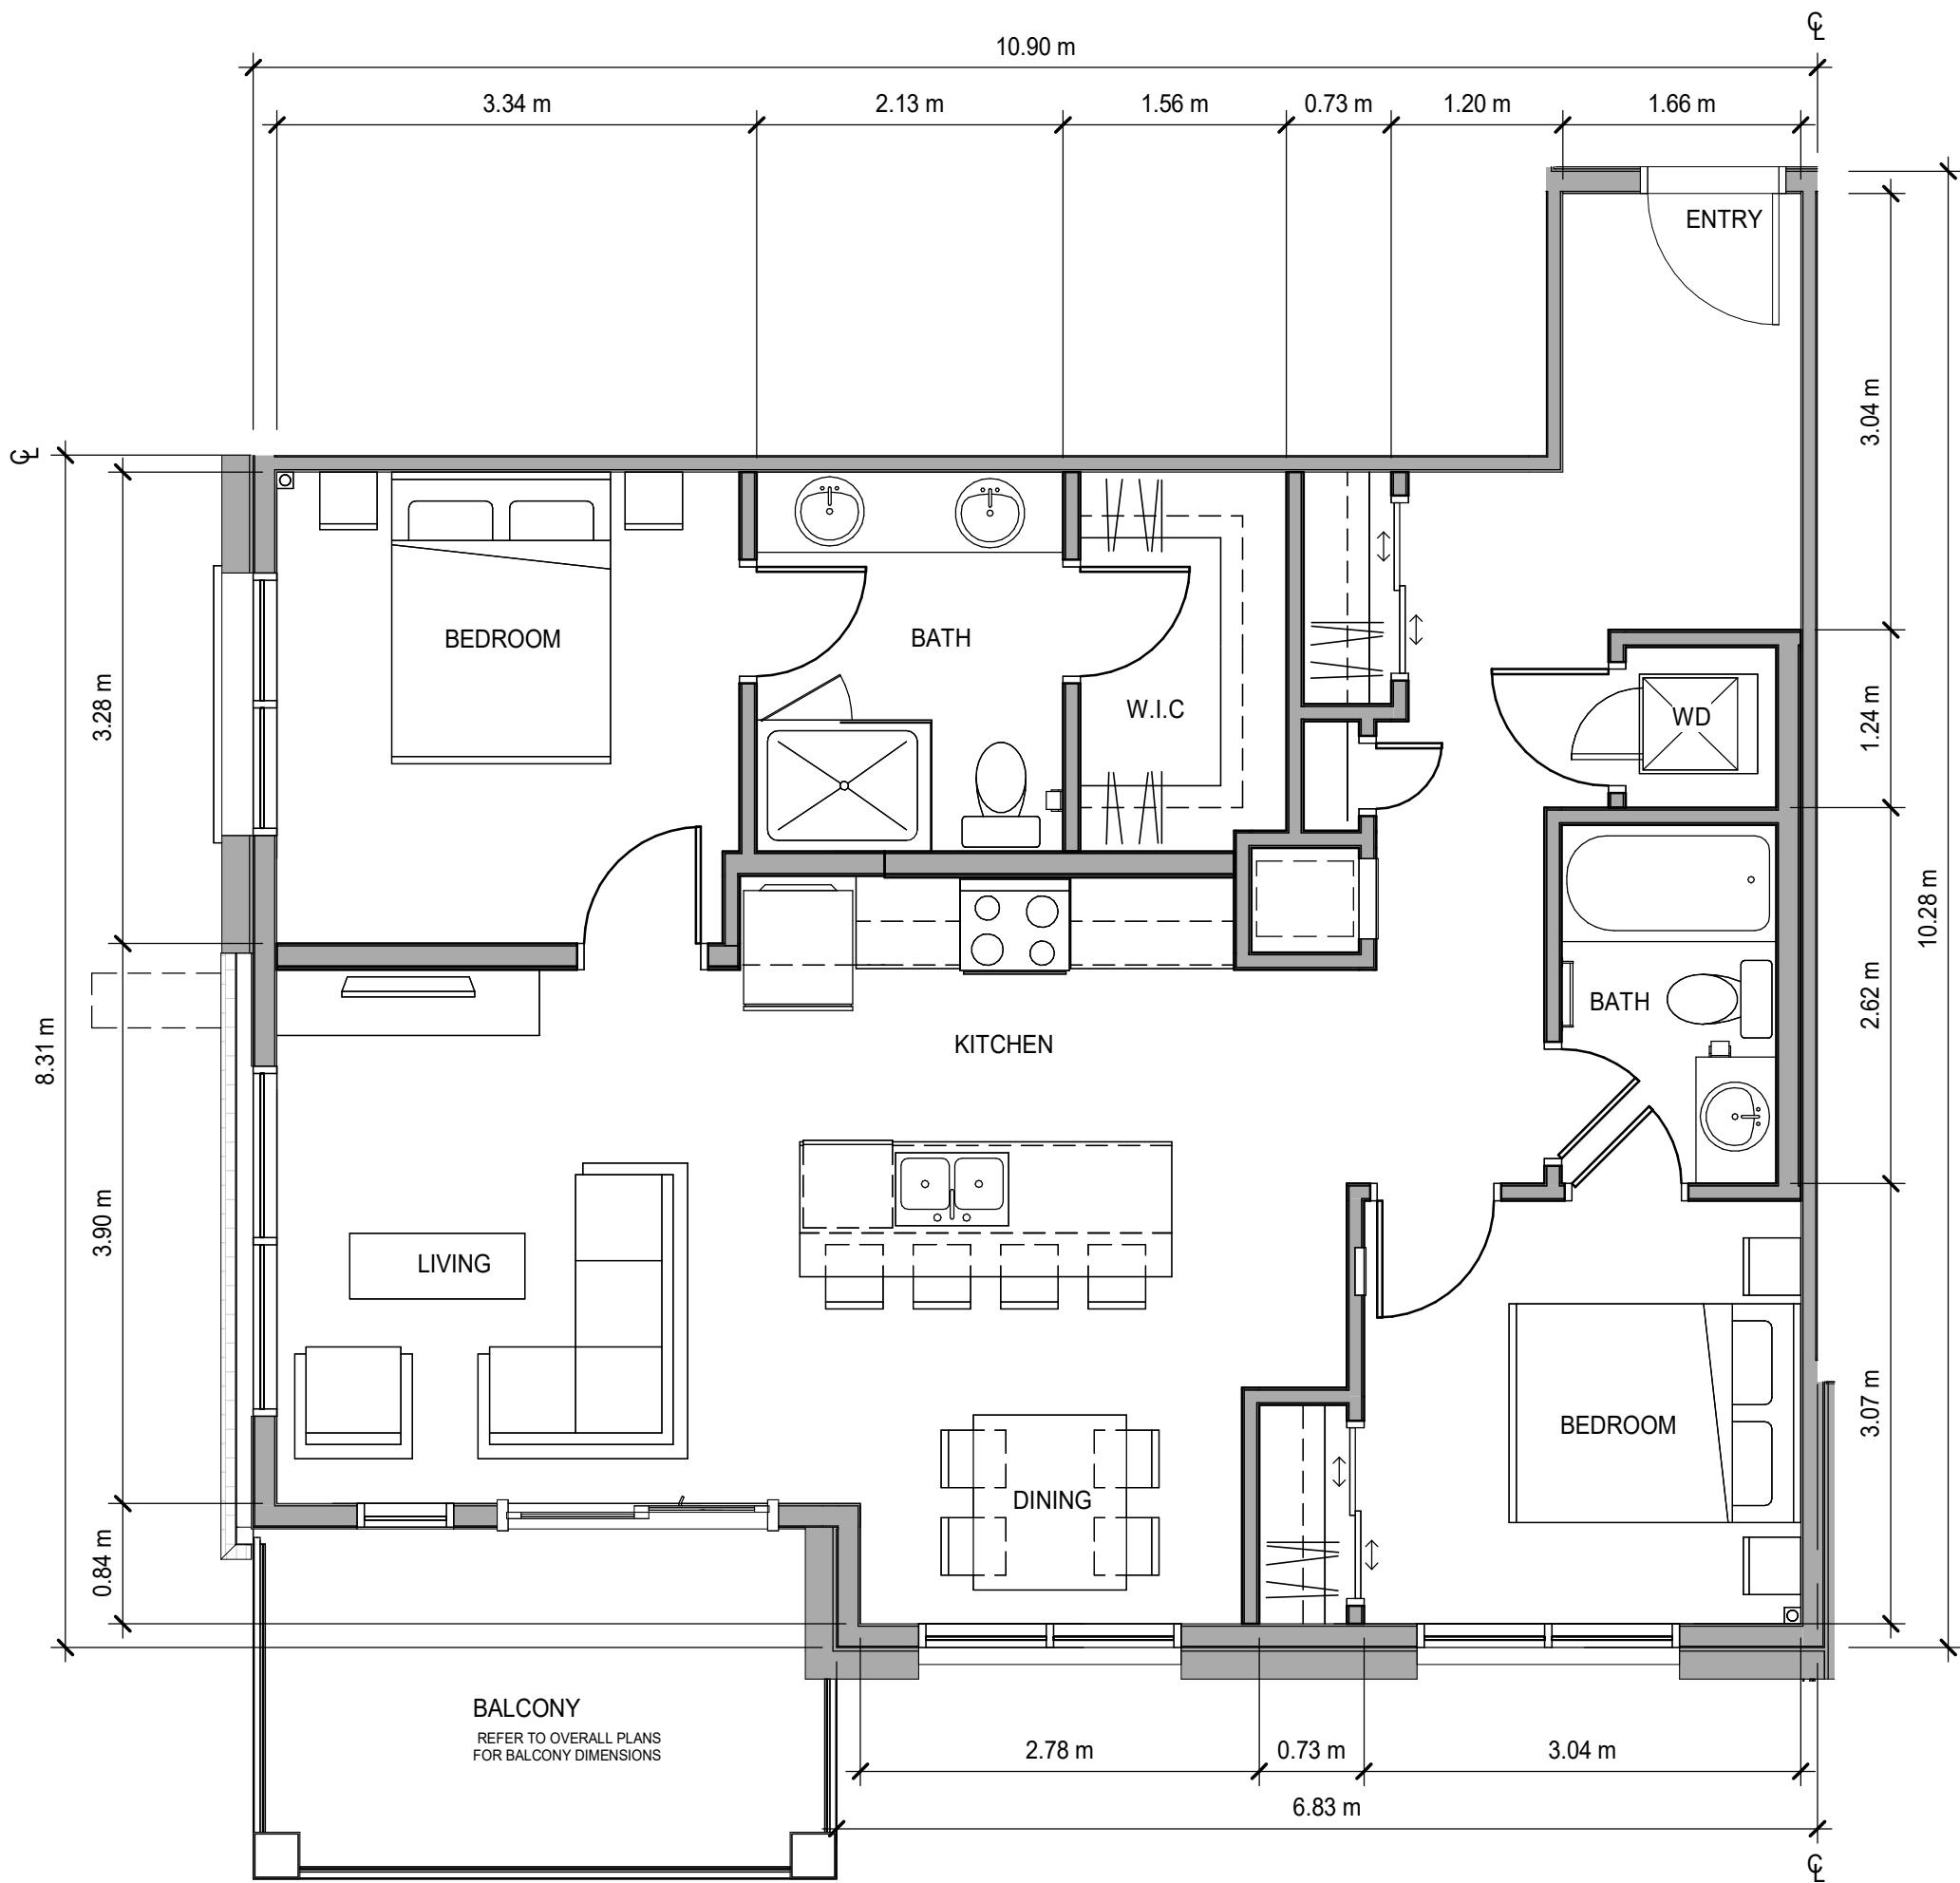 ℄
10.90 m
3.34 m
2.13 m
1.56 m
0.73 m
1.20 m
1.66 m
ENTRY
3.04 m
℄
BEDROOM
BATH
W.I.C
WD
3.28 m
1.24 m
10.28 m
8.31 m
KITCHEN
BATH
2.62 m
3.90 m
LIVING
DINING
BEDROOM
3.07 m
0.84 m
BALCONY
REFER TO OVERALL PLANS
FOR BALCONY DIMENSIONS
2.78 m
0.73 m
3.04 m
6.83 m
℄